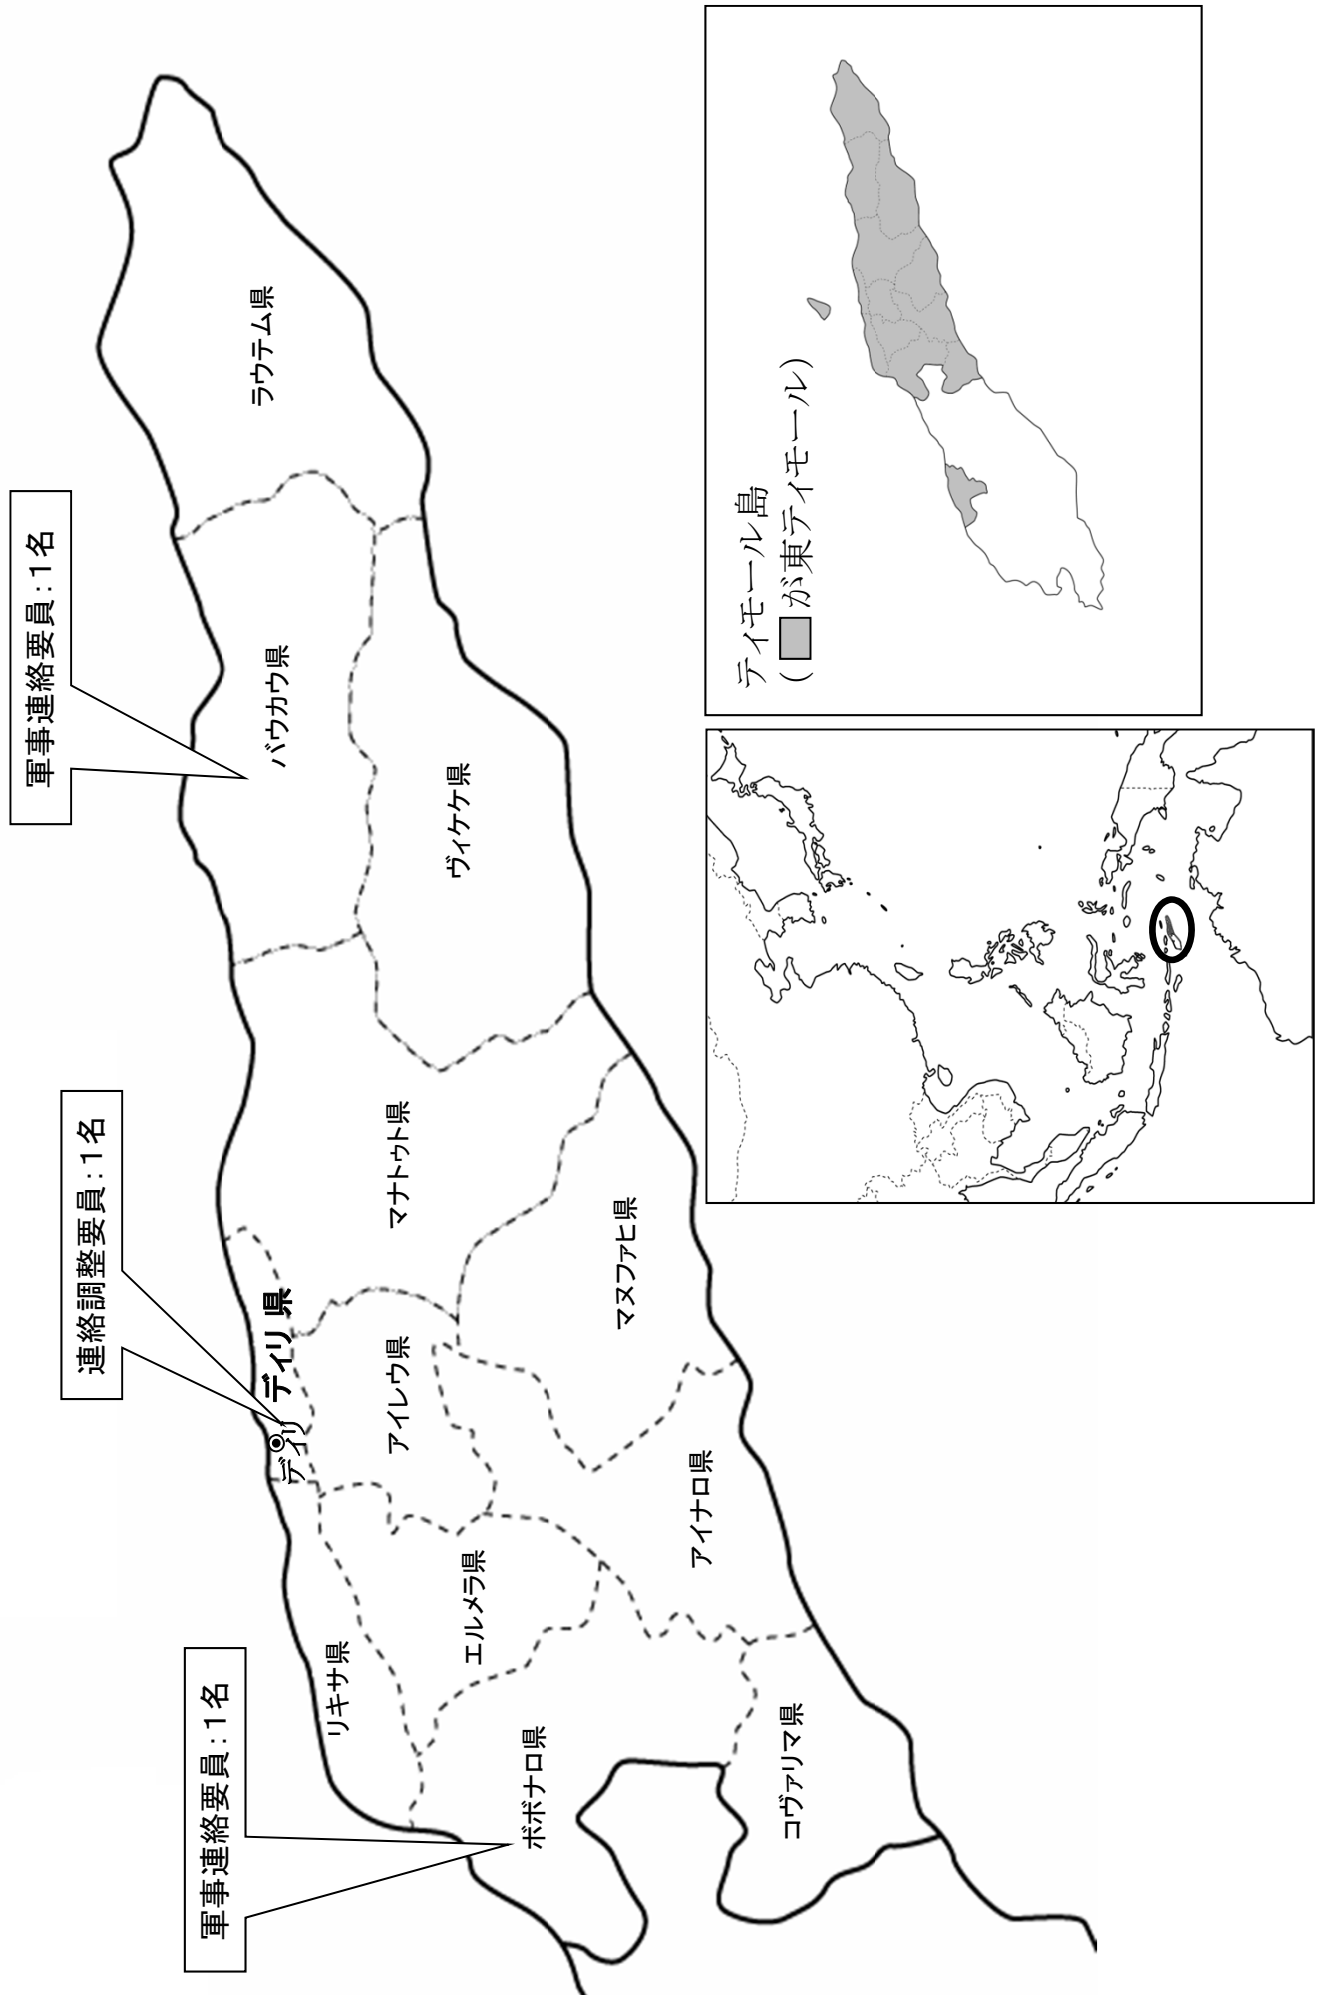 軍事連絡要員:1名
連絡調整要員:1名
軍事連絡要員:1名
ラウテム県
バウカウ県
ヴィケケ県
マナトゥト県
マヌファヒ県
ディリ県
ディリ
アイレウ県
アイナロ県
エルメラ県
リキサ県
ボボナロ県
コヴァリマ県
ティモール島
( が東ティモール)